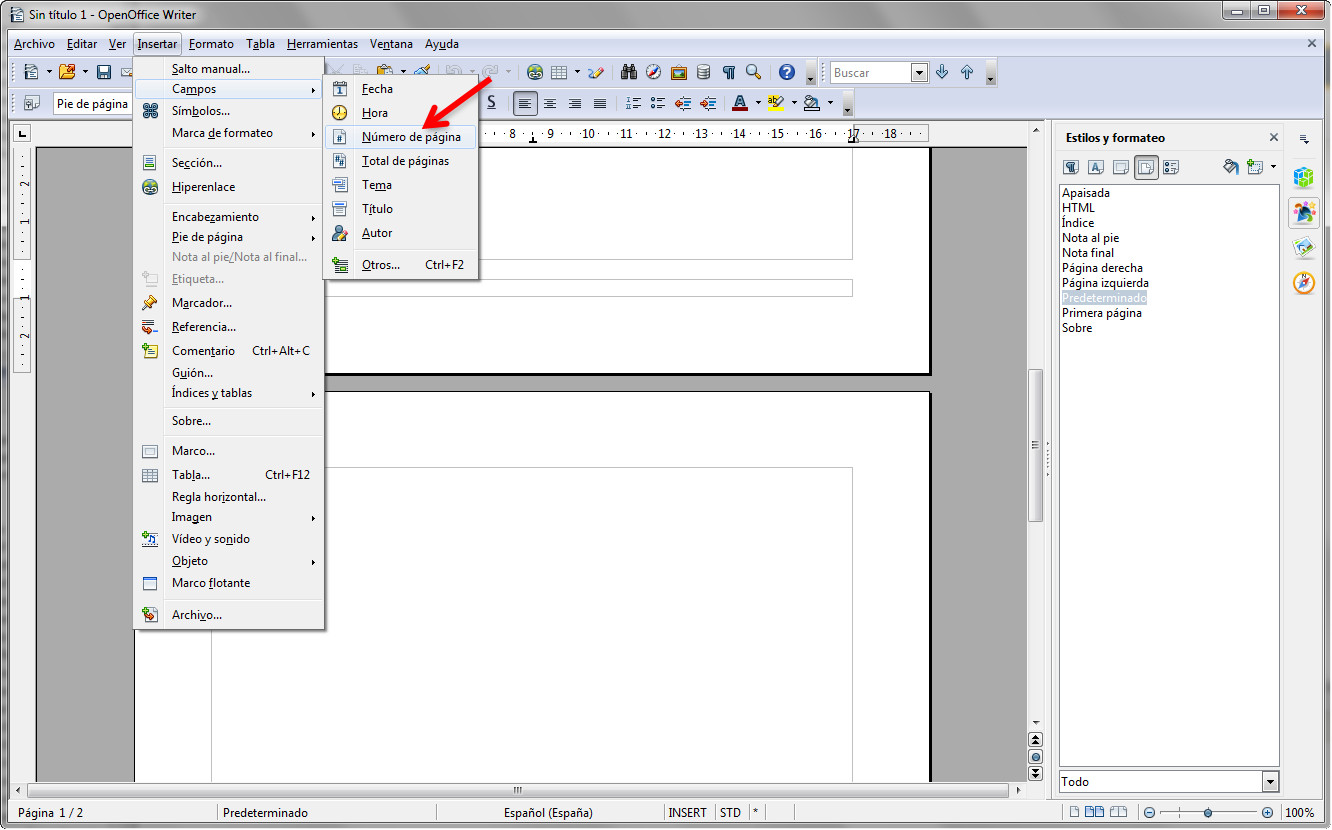 Sin título 1 - OpenOffice Writer
Archivo Editar Ver Insertar Formato Tabla Herramientas Ventana Ayuda
Buscar
Pie de página
Salto manual...
Campos
Símbolos...
Marca de formateo
Sección...
Hiperenlace
Encabezamiento
Pie de página
Nota al pie/Nota al final...
Etiqueta...
Marcador...
Referencia...
Comentario Ctrl+Alt+C
Guión...
Índices y tablas
Sobre...
Marco...
Tabla... Ctrl+F12
Regla horizontal...
Imagen
Vídeo y sonido
Objeto
Marco flotante
Archivo...
Fecha
Hora
Número de página
Total de páginas
Tema
Título
Autor
Otros... Ctrl+F2
8 9 10 11 12 13 14 15 16 17 18
2
1
1
2
Estilos y formateo
Apaisada
HTML
Índice
Nota al pie
Nota final
Página derecha
Página izquierda
Predeterminado
Primera página
Sobre
Todo
Página 1 / 2 Predeterminado Español (España) INSERT STD * 100%